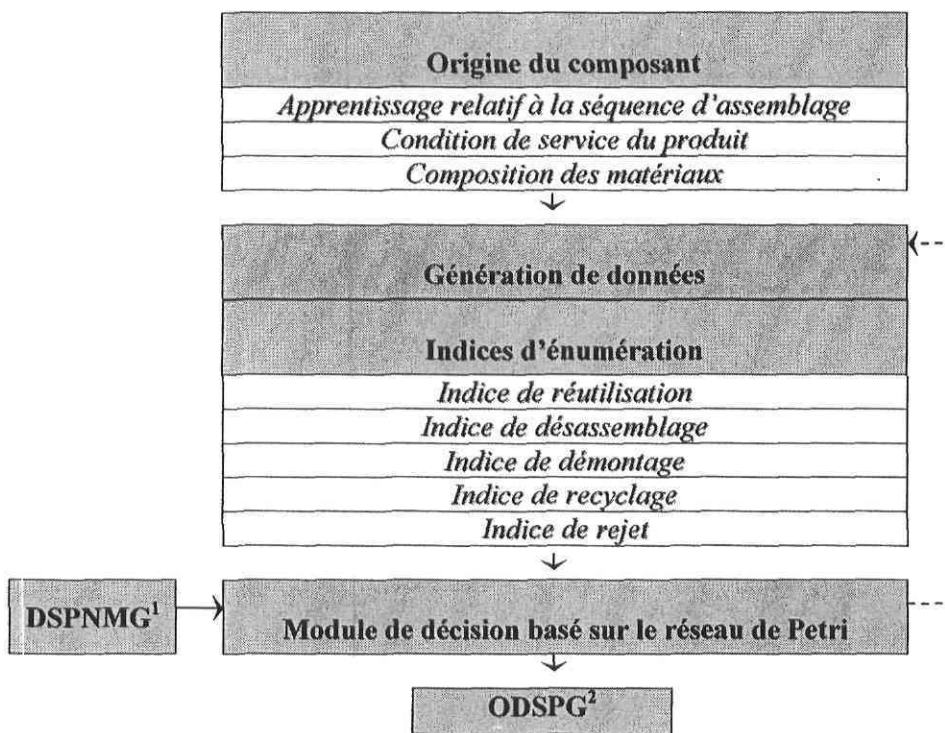 Origine du composant
Apprentissage relatif à la séquence d'assemblage
Condition de service du produit
Composition des matériaux
Génération de données
Indices d'énumération
Indice de réutilisation
Indice de désassemblage
Indice de démontage
Indice de recyclage
Indice de rejet
DSPNMG¹
Module de décision basé sur le réseau de Petri
ODSPG²